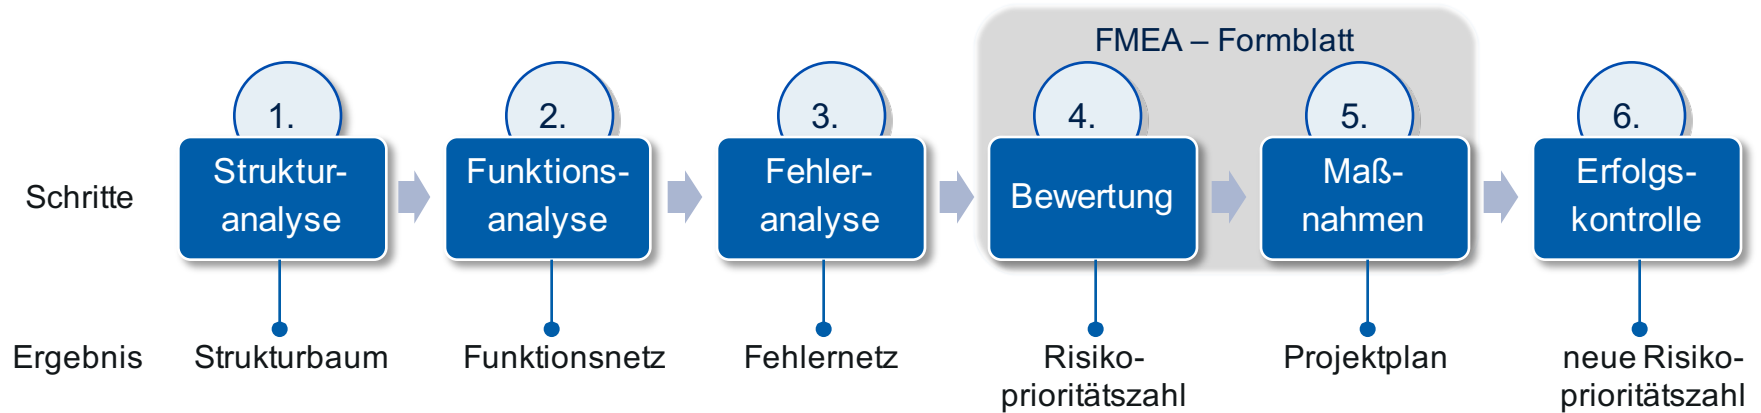 FMEA – Formblatt
1. 2. 3. 4. 5. 6.
Schritte
Struktur-
analyse
Funktions-
analyse
Fehler-
analyse
Bewertung
Maß-
nahmen
Erfolgs-
kontrolle
Ergebnis
Strukturbaum
Funktionsnetz
Fehlernetz
Risiko-
prioritätszahl
Projektplan
neue Risiko-
prioritätszahl